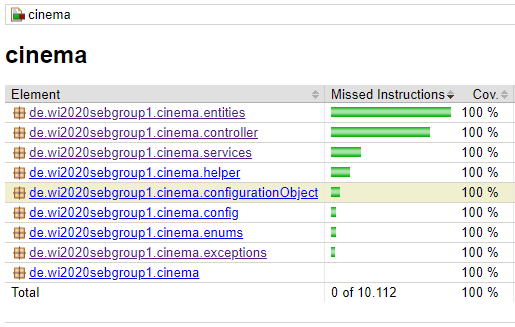 cinema
cinema
Element Missed Instructions Cov.
de.wi2020sebgroup1.cinema.entities 100 %
de.wi2020sebgroup1.cinema.controller 100 %
de.wi2020sebgroup1.cinema.services 100 %
de.wi2020sebgroup1.cinema.helper 100 %
de.wi2020sebgroup1.cinema.configurationObject 100 %
de.wi2020sebgroup1.cinema.config 100 %
de.wi2020sebgroup1.cinema.enums 100 %
de.wi2020sebgroup1.cinema.exceptions 100 %
de.wi2020sebgroup1.cinema 100 %
Total 0 of 10.112 100 %